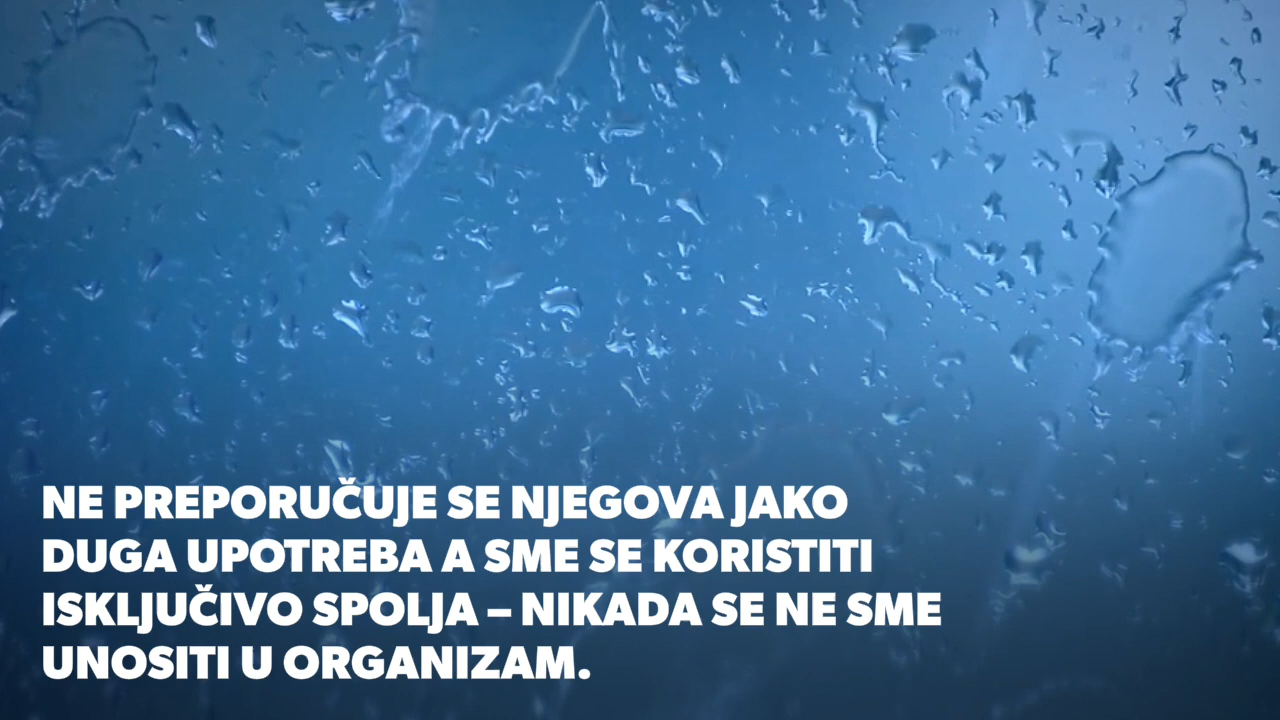 NE PREPORUČUJE SE NJEGOVA JAKO
DUGA UPOTREBA A SME SE KORISTITI
ISKLJUČIVO SPOLJA – NIKADA SE NE SME
UNOSITI U ORGANIZAM.